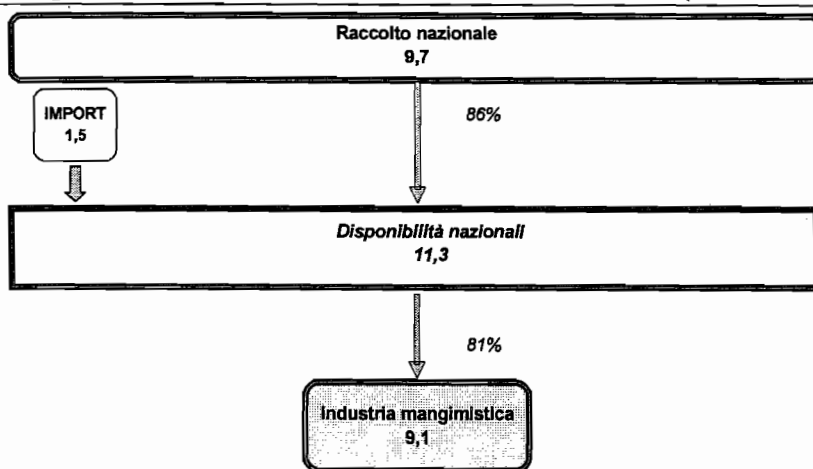 Raccolto nazionale
9,7
IMPORT
1,5
86%
Disponibilità nazionali
11,3
81%
Industria mangimistica
9,1